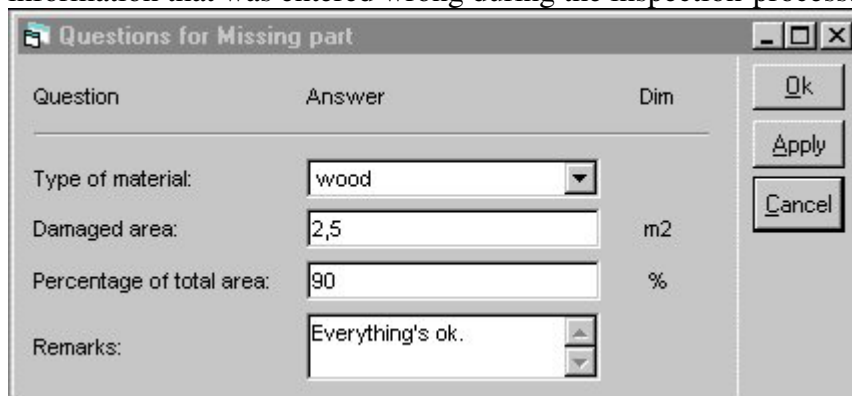 information that was entered wrong during the inspection process.
Questions for Missing part
Question Answer Dim
Ok
Apply
Type of material: wood
Cancel
Damaged area: 2,5 m2
Percentage of total area: 90 %
Remarks: Everything's ok.